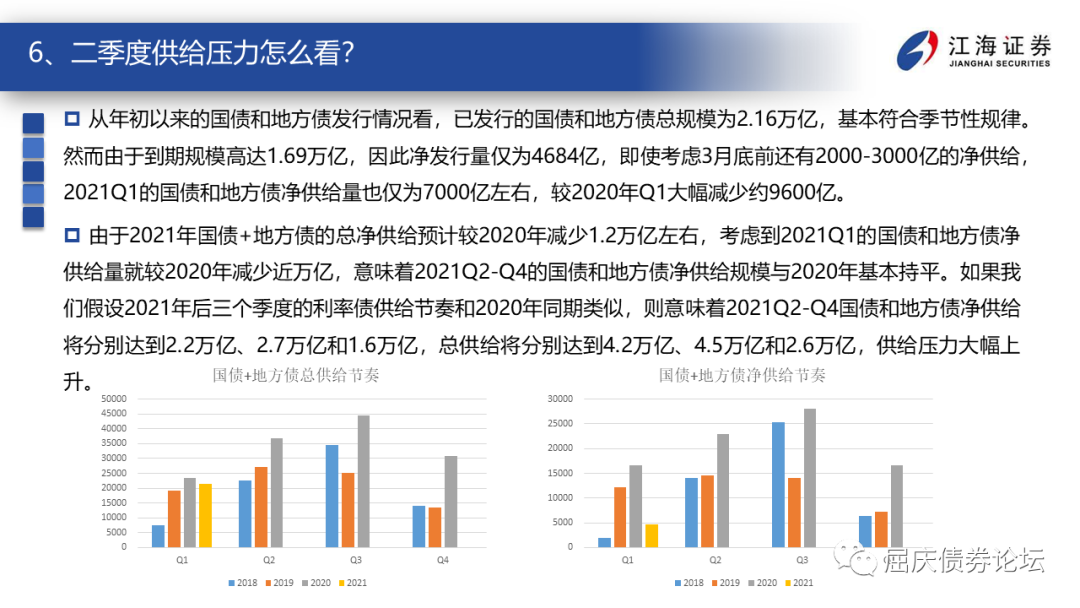 6、二季度供给压力怎么看？
江海证券
JIANGHAI SECURITIES
从年初以来的国债和地方债发行情况看，已发行的国债和地方债总规模为2.16万亿，基本符合季节性规律。
然而由于到期规模高达1.69万亿，因此净发行量仅为4684亿，即使考虑3月底前还有2000-3000亿的净供给，
2021Q1的国债和地方债净供给量也仅为7000亿左右，较2020年Q1大幅减少约9600亿。
由于2021年国债+地方债的总净供给预计较2020年减少1.2万亿左右，考虑到2021Q1的国债和地方债净
供给量就较2020年减少近万亿，意味着2021Q2-Q4的国债和地方债净供给规模与2020年基本持平。如果我
们假设2021年后三个季度的利率债供给节奏和2020年同期类似，则意味着2021Q2-Q4国债和地方债净供给
将分别达到2.2万亿、2.7万亿和1.6万亿，总供给将分别达到4.2万亿、4.5万亿和2.6万亿，供给压力大幅上
升。
国债+地方债总供给节奏
50000
45000
40000
35000
30000
25000
20000
15000
10000
5000
0
Q1 Q2 Q3 Q4
2018 2019 2020 2021
国债+地方债净供给节奏
30000
25000
20000
15000
10000
5000
0
Q1 Q2 Q3
2018 2019 2020 2021
屈庆债券论坛